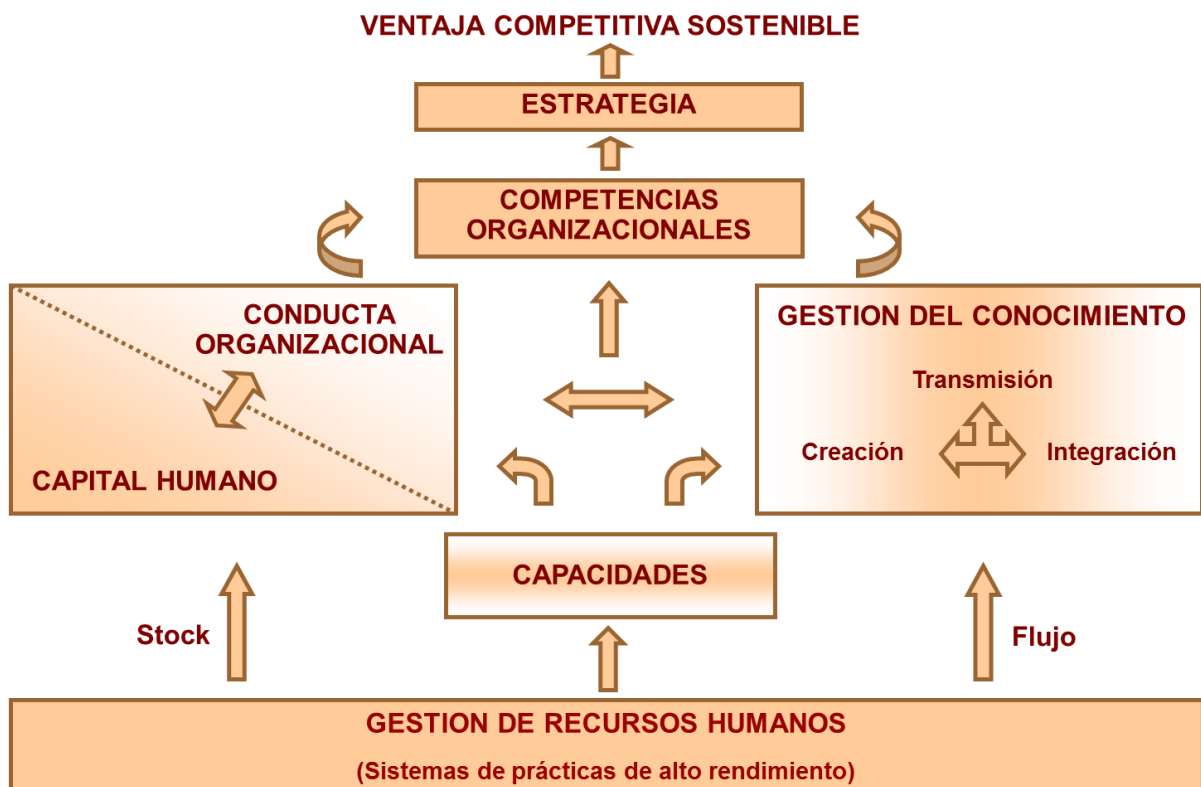 VENTAJA COMPETITIVA SOSTENIBLE
ESTRATEGIA
COMPETENCIAS
ORGANIZACIONALES
CONDUCTA
ORGANIZACIONAL
CAPITAL HUMANO
GESTION DEL CONOCIMIENTO
Transmisión
Creación
Integración
CAPACIDADES
Stock
Flujo
GESTION DE RECURSOS HUMANOS
(Sistemas de prácticas de alto rendimiento)